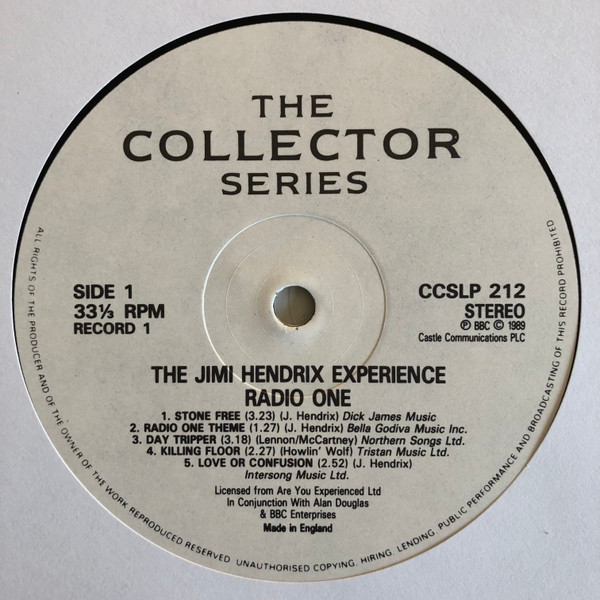 THE
COLLECTOR
SERIES
SIDE 1
33⅓ RPM
RECORD 1
CCSLP 212
STEREO
Ⓟ BBC © 1989
Castle Communications PLC
THE JIMI HENDRIX EXPERIENCE
RADIO ONE
1. STONE FREE (3.23) (J. Hendrix) Dick James Music
2. RADIO ONE THEME (1.27) (J. Hendrix) Bella Godiva Music Inc.
3. DAY TRIPPER (3.18) (Lennon/McCartney) Northern Songs Ltd.
4. KILLING FLOOR (2.27) (Howlin' Wolf) Tristan Music Ltd.
5. LOVE OR CONFUSION (2.52) (J. Hendrix)
Intersong Music Ltd.
Licensed from Are You Experienced Ltd
In Conjunction With Alan Douglas
& BBC Enterprises
Made in England
ALL RIGHTS OF THE PRODUCER AND OF THE OWNER OF THE WORK REPRODUCED RESERVED. UNAUTHORISED COPYING. HIRING. LENDING. PUBLIC PERFORMANCE AND BROADCASTING OF THIS RECORD PROHIBITED